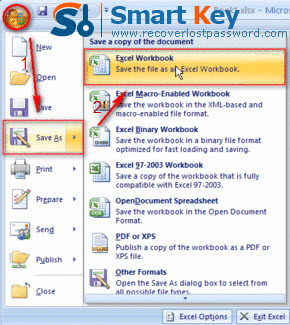 Smart Key
www.recoverlostpassword.com
Book1.xlsx
1
2
New
Open
Save
Save As
Print
Prepare
Send
Publish
Close
Save a copy of the document
Excel Workbook
Save the file as an Excel Workbook.
Excel Macro-Enabled Workbook
Save the workbook in the XML-based and
macro-enabled file format.
Excel Binary Workbook
Save the workbook in a binary file format
optimized for fast loading and saving.
Excel 97-2003 Workbook
Save a copy of the workbook that is fully
compatible with Excel 97-2003.
OpenDocument Spreadsheet
Save the workbook in the Open Document
Format.
PDF or XPS
Publish a copy of the workbook as a PDF or
XPS file.
Other Formats
Open the Save As dialog box to select from
all possible file types.
Excel Options
Exit Excel